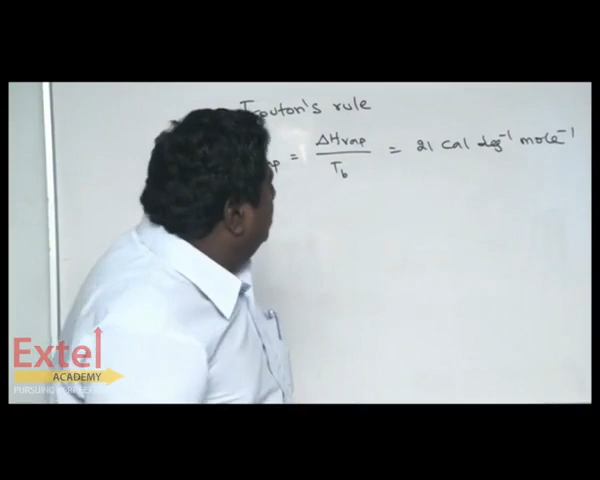 Trouton's rule
ΔHvap
= = 21 Cal deg⁻¹ mole⁻¹
Tb
Extel
ACADEMY